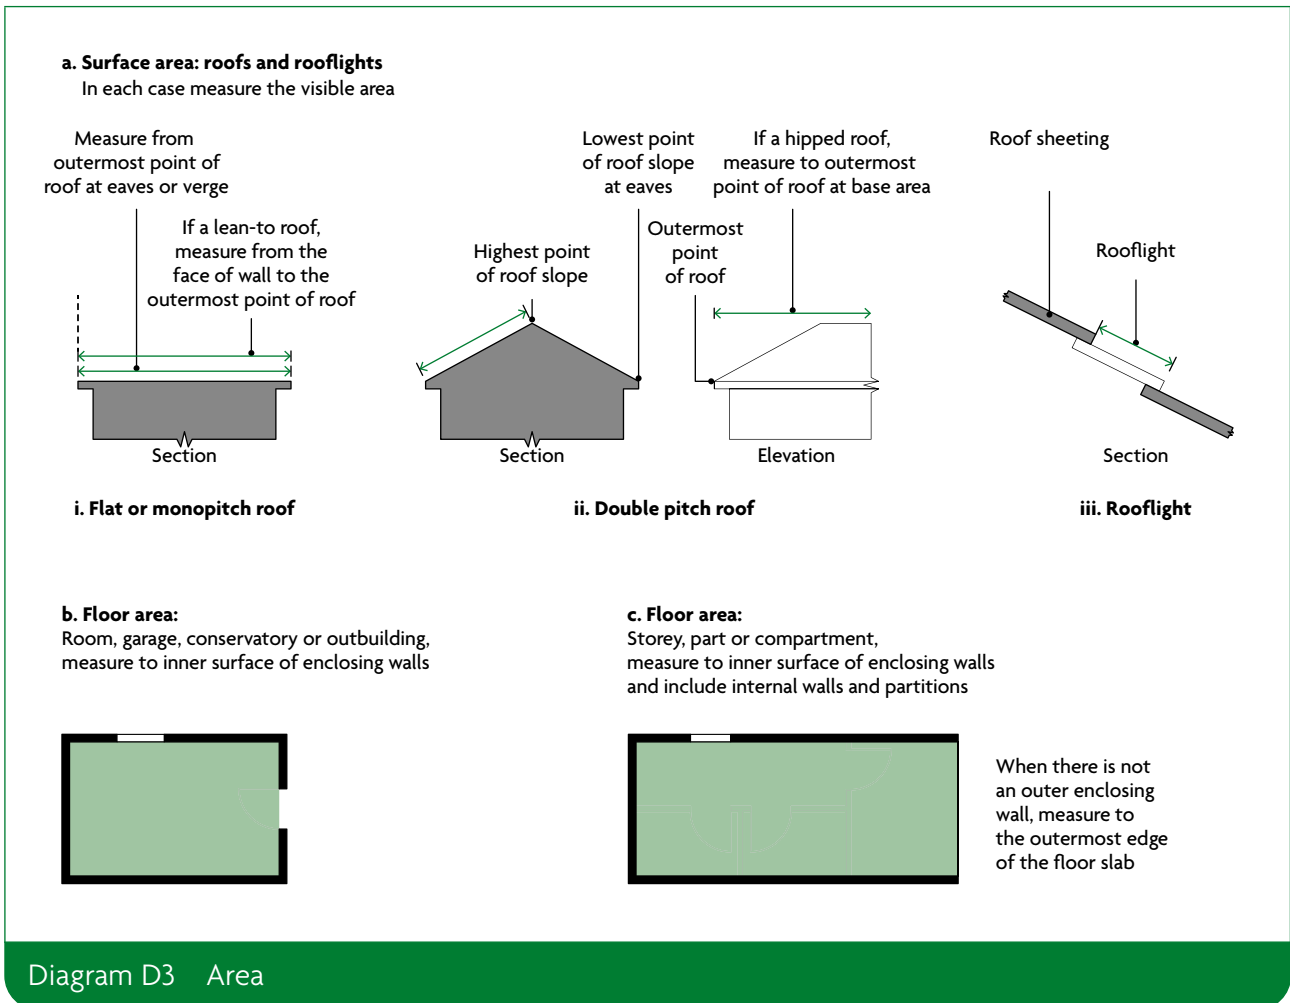 a. Surface area: roofs and rooflights
In each case measure the visible area
Measure from
outermost point of
roof at eaves or verge
If a lean-to roof,
measure from the
face of wall to the
outermost point of roof
Section
i. Flat or monopitch roof
Highest point
of roof slope
Lowest point
of roof slope
at eaves
Section
If a hipped roof,
measure to outermost
point of roof at base area
Outermost
point
of roof
Elevation
ii. Double pitch roof
Roof sheeting
Rooflight
Section
iii. Rooflight
b. Floor area:
Room, garage, conservatory or outbuilding,
measure to inner surface of enclosing walls
c. Floor area:
Storey, part or compartment,
measure to inner surface of enclosing walls
and include internal walls and partitions
When there is not
an outer enclosing
wall, measure to
the outermost edge
of the floor slab
Diagram D3 Area